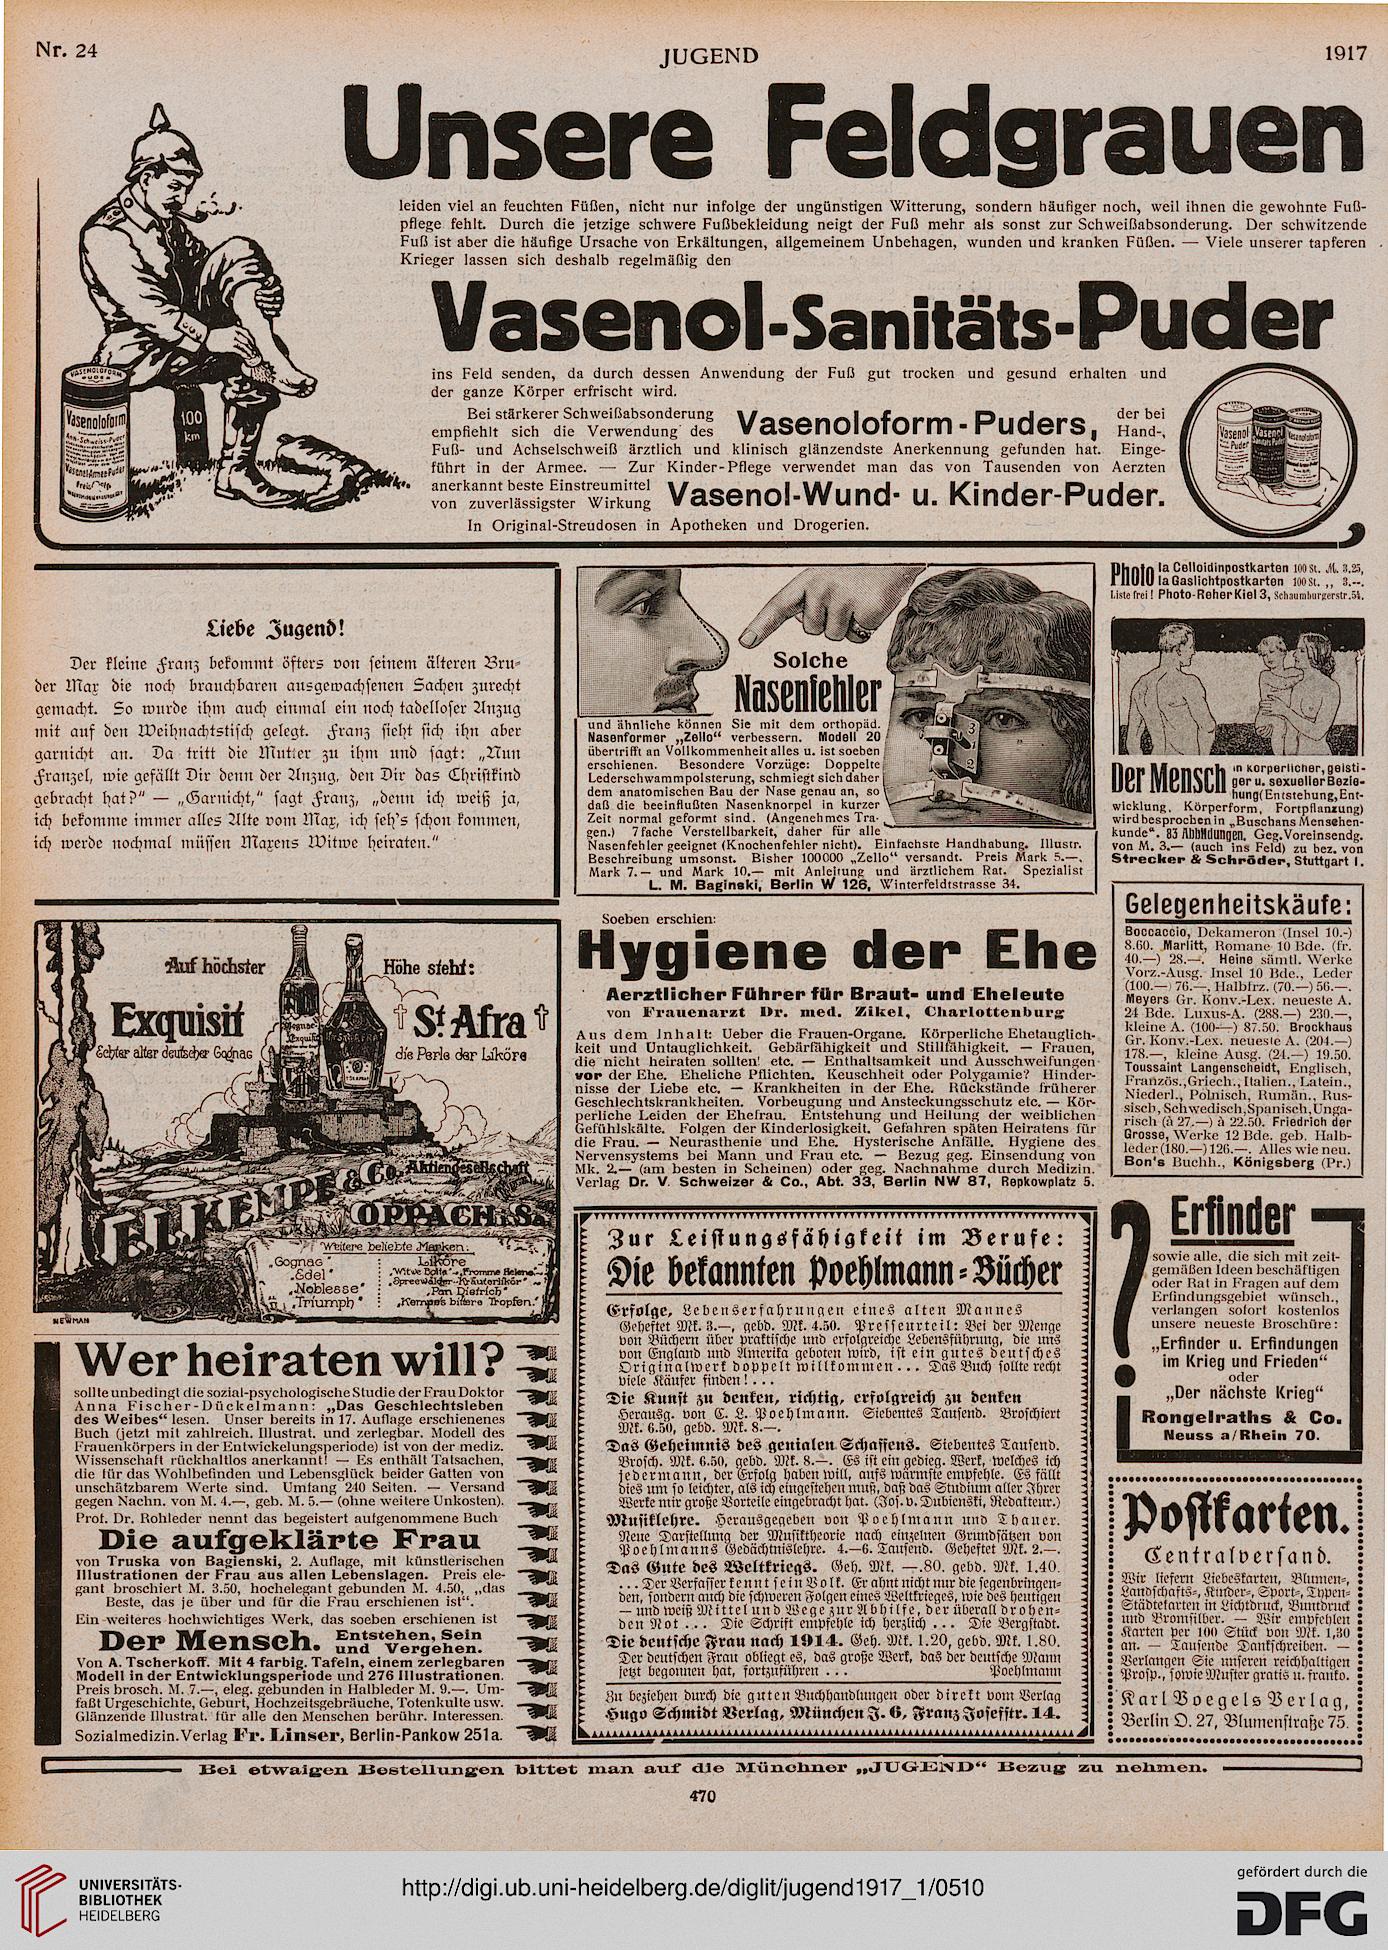 Nr. 24
JUGEND
1917
Unsere Feldgrauen
leiden viel an feuchten Füßen, nicht nur infolge der ungünstigen Witterung, sondern häufiger noch, weil ihnen die gewohnte Fuß-
pflege fehlt. Durch die jetzige schwere Fußbekleidung neigt der Fuß mehr als sonst zur Schweißabsonderung. Der schwitzende
Fuß ist aber die häufige Ursache von Erkältungen, allgemeinem Unbehagen, wunden und kranken Füßen. — Viele unserer tapferen
Krieger lassen sich deshalb regelmäßig den
Vasenol-Sanitäts-Puder
ins Feld senden, da durch dessen Anwendung der Fuß gut trocken und gesund erhalten und
der ganze Körper erfrischt wird.
Bei stärkerer Schweißabsonderung
empfiehlt sich die Verwendung des
Vasenoloform-Puders,
der bei
Hand-,
Fuß- und Achselschweiß ärztlich und klinisch glänzendste Anerkennung gefunden hat. Einge-
führt in der Armee. — Zur Kinder-Pflege verwendet man das von Tausenden von Aerzten
anerkannt beste Einstreumittel
von zuverlässigster Wirkung
Vasenol-Wund- u. Kinder-Puder.
In Original-Streudosen in Apotheken und Drogerien.
VASENOLOFORM
PUDER
Vasenoloform
Vasenol Armee Puder
100
km
Vasenol
Puder
Vasenol
Sanitäts Puder
Vasenoloform
Liebe Jugend!
Der kleine Franz bekommt öfters von seinem älteren Bru-
der Max die noch brauchbaren ausgewachsenen Sachen zurecht
gemacht. So wurde ihm auch einmal ein noch tadelloser Anzug
mit auf den Weihnachtstisch gelegt. Franz sieht sich ihn aber
garnicht an. Da tritt die Mutter zu ihm und sagt: „Nun
Franzel, wie gefällt Dir denn der Anzug, den Dir das Christkind
gebracht hat?“ — „Garnicht,“ sagt Franz, „denn ich weiß ja,
ich bekomme immer alles Alte vom Max, ich seh's schon kommen,
ich werde nochmal müssen Maxens Witwe heiraten.“
Solche
Nasenfehler
und ähnliche können Sie mit dem orthopäd.
Nasenformer „Zello“ verbessern. Modell 20
übertrifft an Vollkommenheit alles u. ist soeben
erschienen. Besondere Vorzüge: Doppelte
Lederschwammpolsterung, schmiegt sich daher
dem anatomischen Bau der Nase genau an, so
daß die beeinflußten Nasenknorpel in kurzer
Zeit normal geformt sind. (Angenehmes Tra-
gen.) 7fache Verstellbarkeit, daher für alle
Nasenfehler geeignet (Knochenfehler nicht). Einfachste Handhabung. Illustr.
Beschreibung umsonst. Bisher 100000 „Zello“ versandt. Preis Mark 5.—,
Mark 7.— und Mark 10.— mit Anleitung und ärztlichem Rat. Spezialist
L. M. Baginski, Berlin W 126, Winterfeldtstrasse 34.
Photo
Ia Celloidinpostkarten 100 St. M. 3.25,
Ia Gaslichtpostkarten 100 St. „ 3.—.
Liste frei! Photo-Reher Kiel 3, Schaumburgerstr.54.
Der Mensch
in körperlicher, geisti-
ger u. sexueller Bezie-
hung (Entstehung, Ent-
wicklung, Körperform, Fortpflanzung)
wird besprochen in „Buschans Menschen-
kunde“. 83 Abbildungen. Geg. Voreinsendg.
von M. 3.— (auch ins Feld) zu bez. von
Strecker & Schröder, Stuttgart I.
Gelegenheitskäufe:
Boccaccio, Dekameron (Insel 10.-)
8.60. Marlitt, Romane 10 Bde. (fr.
40.—) 28.—. Heine sämtl. Werke
Vorz.-Ausg. Insel 10 Bde., Leder
(100.—) 76.—, Halbfrz. (70.—) 56.—.
Meyers Gr. Konv.-Lex. neueste A.
24 Bde. Luxus-A. (288.—) 230.—,
kleine A. (100.—) 87.50. Brockhaus
Gr. Konv.-Lex. neueste A. (204.—)
178.—, kleine Ausg. (24.—) 19.50.
Toussaint Langenscheidt, Englisch,
Französ., Griech., Italien., Latein.,
Niederl., Polnisch, Rumän., Rus-
sisch, Schwedisch, Spanisch, Unga-
risch (à 27.—) à 22.50. Friedrich der
Grosse, Werke 12 Bde. geb. Halb-
leder (180.—) 126.—. Alles wie neu.
Bon's Buchh., Königsberg (Pr.)
Auf höchster
Höhe steht:
Exquisit
Echter alter deutscher Cognac
St. Afra
die Perle der Liköre
E.L. KEMPE & Co. Aktiengesellschaft
OPPACH i. Sa.
Weitere beliebte Marken:
Cognac
„Edel“
„Noblesse“
„Triumph“
Liköre
„Witwe Bolte“ - „Fromme Helene“
„Spreewälder-Kräuterlikör“
„Pan Dietrich“
„Kempes bittere Tropfen.“
NEWMAN
Soeben erschien:
Hygiene der Ehe
Aerztlicher Führer für Braut- und Eheleute
von Frauenarzt Dr. med. Zikel, Charlottenburg
Aus dem Inhalt: Ueber die Frauen-Organe. Körperliche Ehetauglich-
keit und Untauglichkeit. Gebärfähigkeit und Stillfähigkeit. — Frauen,
die nicht heiraten sollten! etc. — Enthaltsamkeit und Ausschweifungen
vor der Ehe. Eheliche Pflichten. Keuschheit oder Polygamie? Hinder-
nisse der Liebe etc. — Krankheiten in der Ehe. Rückstände früherer
Geschlechtskrankheiten. Vorbeugung und Ansteckungsschutz etc. — Kör-
perliche Leiden der Ehefrau. Entstehung und Heilung der weiblichen
Gefühlskälte. Folgen der Kinderlosigkeit. Gefahren späten Heiratens für
die Frau. — Neurasthenie und Ehe. Hysterische Anfälle. Hygiene des
Nervensystems bei Mann und Frau etc. — Bezug geg. Einsendung von
Mk. 2.— (am besten in Scheinen) oder geg. Nachnahme durch Medizin.
Verlag Dr. V. Schweizer & Co., Abt. 33, Berlin NW 87, Repkowplatz 5.
Erfinder
sowie alle, die sich mit zeit-
gemäßen Ideen beschäftigen
oder Rat in Fragen auf dem
Erfindungsgebiet wünsch.,
verlangen sofort kostenlos
unsere neueste Broschüre:
„Erfinder u. Erfindungen
im Krieg und Frieden“
oder
„Der nächste Krieg“
Rongelraths & Co.
Neuss a/Rhein 70.
Wer heiraten will?
sollte unbedingt die sozial-psychologische Studie der Frau Doktor
Anna Fischer-Dückelmann: „Das Geschlechtsleben
des Weibes“ lesen. Unser bereits in 17. Auflage erschienenes
Buch (jetzt mit zahlreich. Illustrat. und zerlegbar. Modell des
Frauenkörpers in der Entwickelungsperiode) ist von der mediz.
Wissenschaft rückhaltlos anerkannt! — Es enthält Tatsachen,
die für das Wohlbefinden und Lebensglück beider Gatten von
unschätzbarem Werte sind. Umfang 240 Seiten. — Versand
gegen Nachn. von M. 4.—, geb. M. 5.— (ohne weitere Unkosten).
Prof. Dr. Rohleder nennt das begeistert aufgenommene Buch
Die aufgeklärte Frau
von Truska von Bagienski, 2. Auflage, mit künstlerischen
Illustrationen der Frau aus allen Lebenslagen. Preis ele-
gant broschiert M. 3.50, hochelegant gebunden M. 4.50, „das
Beste, das je über und für die Frau erschienen ist“.
Ein weiteres hochwichtiges Werk, das soeben erschienen ist
Der Mensch. Entstehen, Sein
und Vergehen.
Von A. Tscherkoff. Mit 4 farbig. Tafeln, einem zerlegbaren
Modell in der Entwicklungsperiode und 276 Illustrationen.
Preis brosch. M. 7.—, eleg. gebunden in Halbleder M. 9.—. Um-
faßt Urgeschichte, Geburt, Hochzeitsgebräuche, Totenkulte usw.
Glänzende Illustrat. für alle den Menschen berühr. Interessen.
Sozialmedizin. Verlag Fr. Linser, Berlin-Pankow 251a.
Zur Leistungsfähigkeit im Berufe:
Die bekannten Poehlmann-Bücher
Erfolge, Lebenserfahrungen eines alten Mannes
Geheftet Mk. 3.—, gebd. Mk. 4.50. Presseurteil: Bei der Menge
von Büchern über praktische und erfolgreiche Lebensführung, die uns
von England und Amerika geboten wird, ist ein gutes deutsches
Originalwerk doppelt willkommen... Das Buch sollte recht
viele Käufer finden!...
Die Kunst zu denken, richtig, erfolgreich zu denken
Herausg. von C. L. Poehlmann. Siebentes Tausend. Broschiert
Mk. 6.50, gebd. Mk. 8.—.
Das Geheimnis des genialen Schaffens. Siebentes Tausend.
Brosch. Mk. 6.50, gebd. Mk. 8.—. Es ist ein gedieg. Werk, welches ich
jedermann, der Erfolg haben will, aufs wärmste empfehle. Es fällt
dies um so leichter, als ich eingestehen muß, daß das Studium aller Ihrer
Werke mir große Vorteile eingebracht hat. (Jos. v. Dubienski, Redakteur.)
Musiklehre. Herausgegeben von Poehlmann und Thauer.
Neue Darstellung der Musiktheorie nach einzelnen Grundsätzen von
Poehlmanns Gedächtnislehre. 4.—6. Tausend. Geheftet Mk. 2.—.
Das Gute des Weltkriegs. Geh. Mk. —.80. gebd. Mk. 1.40.
... Der Verfasser kennt sein Volk. Er ahnt nicht nur die segenbringen-
den, sondern auch die schweren Folgen eines Weltkrieges, wie des heutigen
— und weiß Mittel und Wege zur Abhilfe, der überall drohen-
den Not ... Die Schrift empfehle ich herzlich ... Die Bergstadt.
Die deutsche Frau nach 1914. Geh. Mk. 1.20, gebd. Mk. 1.80.
Der deutschen Frau obliegt es, das große Werk, das der deutsche Mann
jetzt begonnen hat, fortzuführen ... Poehlmann
Zu beziehen durch die guten Buchhandlungen oder direkt vom Verlag
Hugo Schmidt Verlag, München J. 6, Franz Josefstr. 14.
Postkarten.
Centralversand.
Wir liefern Liebeskarten, Blumen-,
Landschafts-, Kinder-, Sport-, Typen-
Städtekarten in Lichtdruck, Buntdruck
und Bromsilber. — Wir empfehlen
Karten per 100 Stück von Mk. 1,30
an. — Tausende Dankschreiben. —
Verlangen Sie unseren reichhaltigen
Prosp., sowie Muster gratis u. franko.
Karl Voegels Verlag,
Berlin O. 27, Blumenstraße 75.
Bei etwaigen Bestellungen bittet man auf die Münchner „JUGEND“ Bezug zu nehmen.
470
UNIVERSITÄTS-
BIBLIOTHEK
HEIDELBERG
http://digi.ub.uni-heidelberg.de/diglit/jugend1917_1/0510
gefördert durch die
DFG